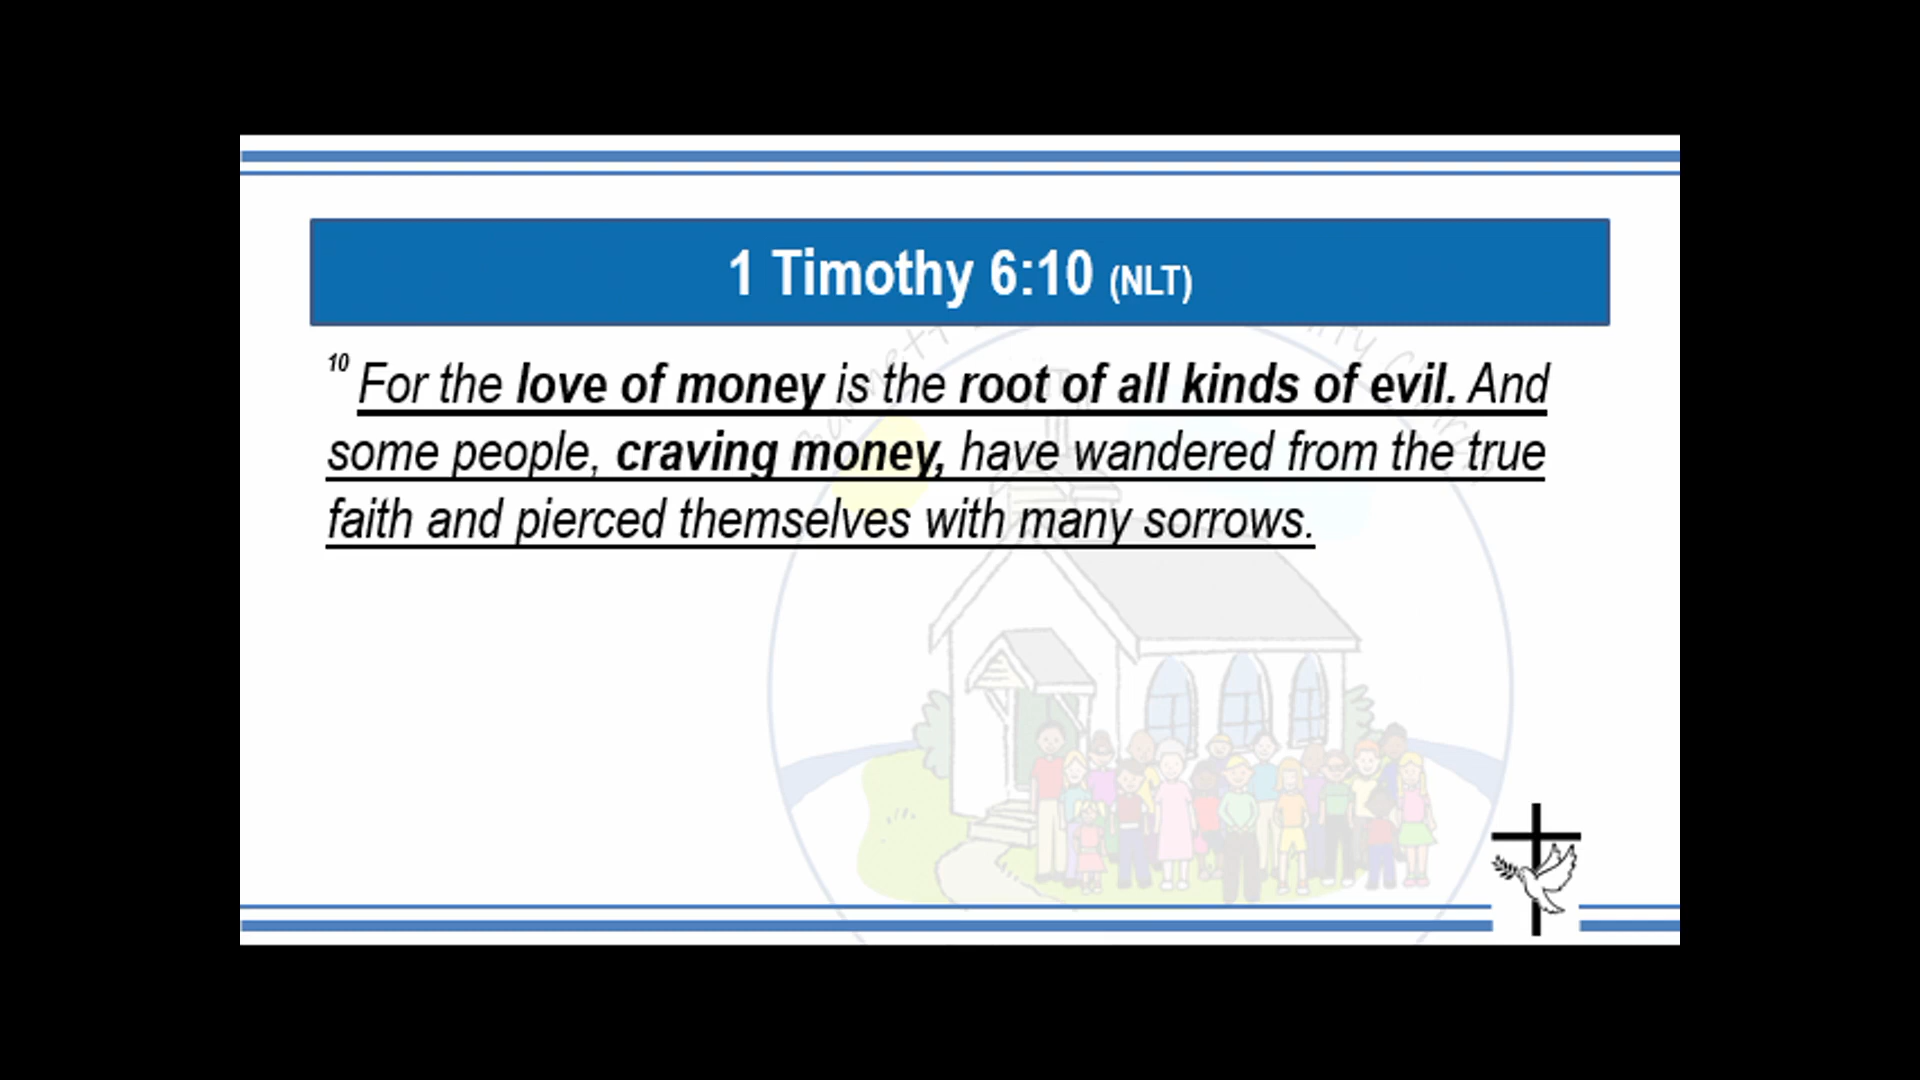 1 Timothy 6:10 (NLT)
10 For the love of money is the root of all kinds of evil. And
some people, craving money, have wandered from the true
faith and pierced themselves with many sorrows.